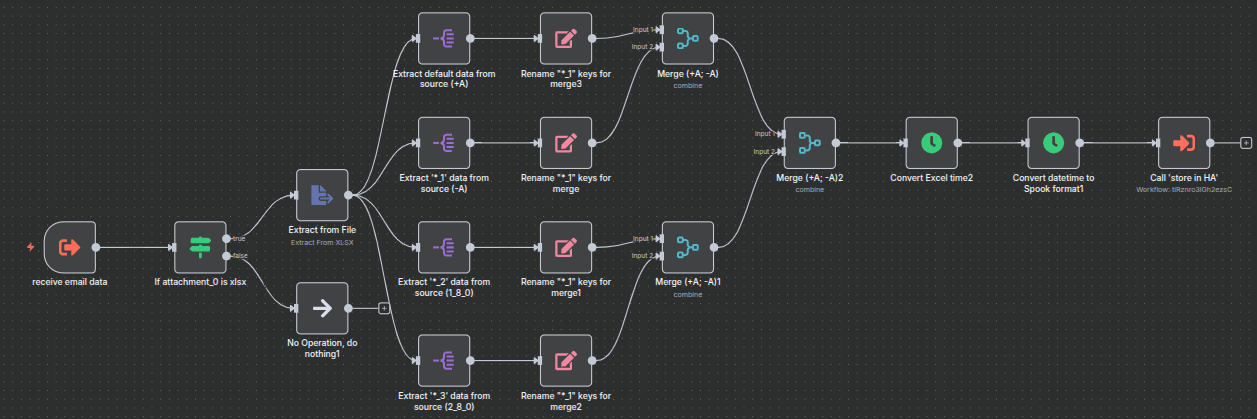 Input 1
Input 2
Extract default data from
source (+A)
Rename "*_1" keys for
merge3
Merge (+A; -A)
combine
Input 1
Input 2
Extract '*_1' data from
source (-A)
Rename "*_1" keys for
merge
Merge (+A; -A)2
combine
Convert Excel time2
Convert datetime to
Spook format1
Call 'store in HA'
Extract from File
Extract From XLSX
true
false
receive email data
If attachment_0 is xlsx
Input 1
Input 2
Extract '*_2' data from
source (1_8_0)
Rename "*_1" keys for
merge1
Merge (+A; -A)1
combine
No Operation, do
nothing1
Extract '*_3' data from
source (2_8_0)
Rename "*_1" keys for
merge2